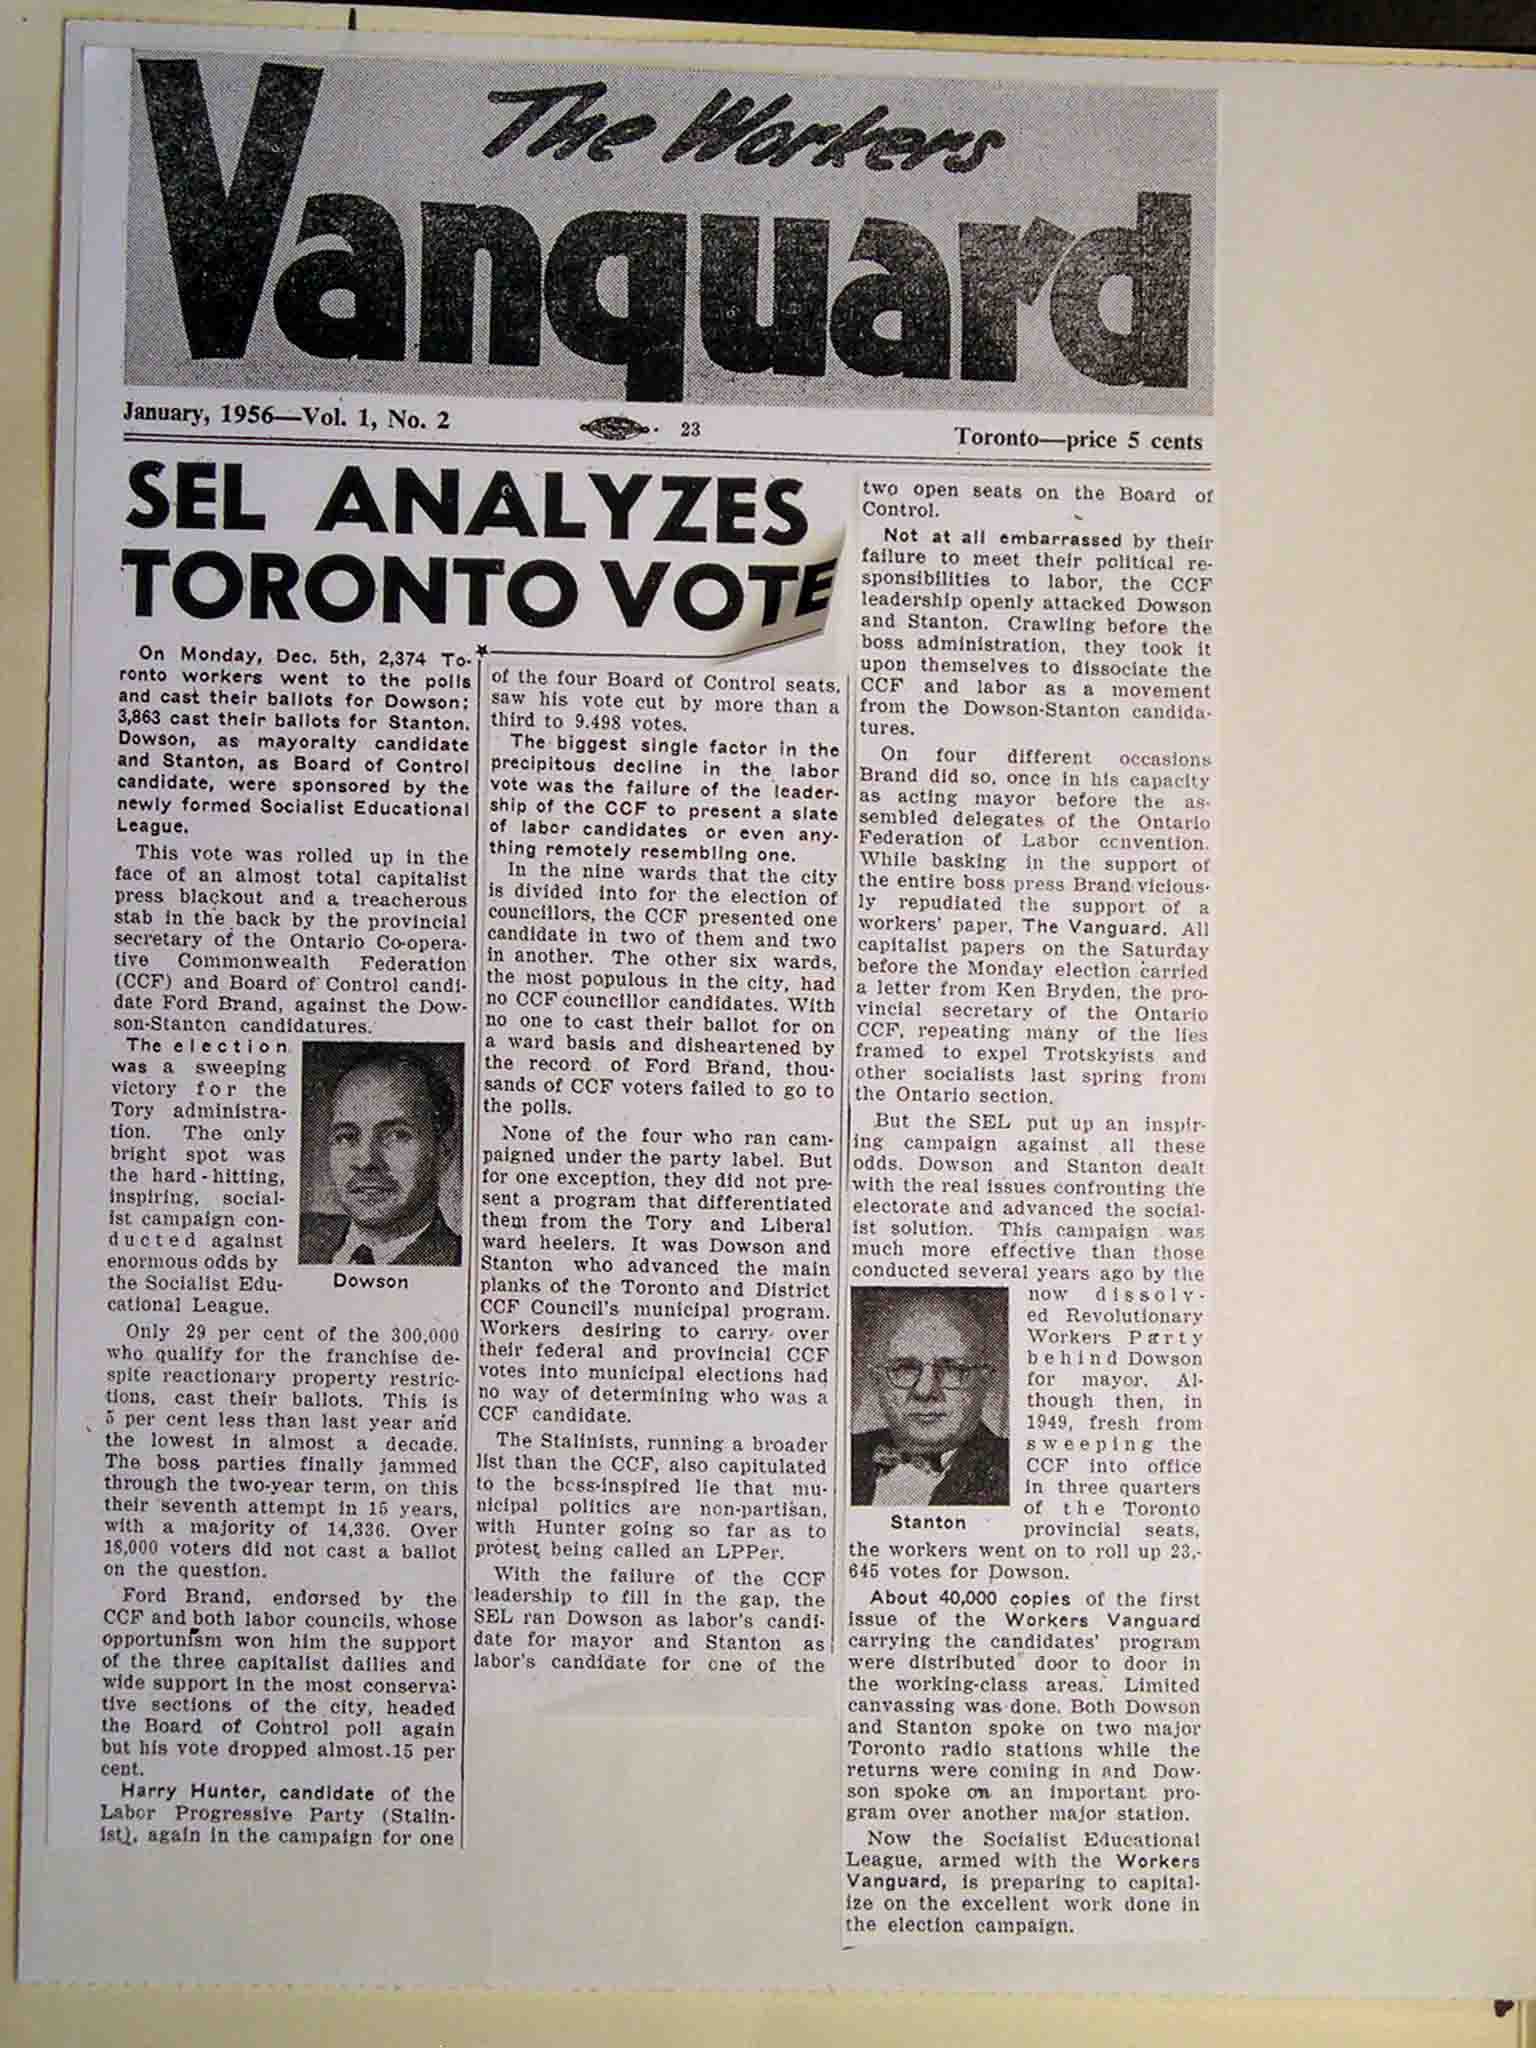 The Workers
Vanguard
January, 1956—Vol. 1, No. 2
23
Toronto—price 5 cents
SEL ANALYZES
TORONTO VOTE
On Monday, Dec. 5th, 2,374 To-
ronto workers went to the polls
and cast their ballots for Dowson;
3,863 cast their ballots for Stanton.
Dowson, as mayoralty candidate
and Stanton, as Board of Control
candidate, were sponsored by the
newly formed Socialist Educational
League.
This vote was rolled up in the
face of an almost total capitalist
press blackout and a treacherous
stab in the back by the provincial
secretary of the Ontario Co-opera-
tive Commonwealth Federation
(CCF) and Board of Control candi-
date Ford Brand, against the Dow-
son-Stanton candidatures.
The election
was a sweeping
victory for the
Tory administra-
tion. The only
bright spot was
the hard-hitting,
inspiring, social-
ist campaign con-
ducted against
enormous odds by
the Socialist Edu-
cational League.
Dowson
Only 29 per cent of the 300,000
who qualify for the franchise de-
spite reactionary property restric-
tions, cast their ballots. This is
5 per cent less than last year and
the lowest in almost a decade.
The boss parties finally jammed
through the two-year term, on this
their seventh attempt in 15 years,
with a majority of 14,336. Over
18,000 voters did not cast a ballot
on the question.
Ford Brand, endorsed by the
CCF and both labor councils, whose
opportunism won him the support
of the three capitalist dailies and
wide support in the most conserva-
tive sections of the city, headed
the Board of Control poll again
but his vote dropped almost 15 per
cent.
Harry Hunter, candidate of the
Labor Progressive Party (Stalin-
ist), again in the campaign for one
of the four Board of Control seats,
saw his vote cut by more than a
third to 9.498 votes.
The biggest single factor in the
precipitous decline in the labor
vote was the failure of the leader-
ship of the CCF to present a slate
of labor candidates or even any-
thing remotely resembling one.
In the nine wards that the city
is divided into for the election of
councillors, the CCF presented one
candidate in two of them and two
in another. The other six wards,
the most populous in the city, had
no CCF councillor candidates. With
no one to cast their ballot for on
a ward basis and disheartened by
the record of Ford Brand, thou-
sands of CCF voters failed to go to
the polls.
None of the four who ran cam-
paigned under the party label. But
for one exception, they did not pre-
sent a program that differentiated
them from the Tory and Liberal
ward heelers. It was Dowson and
Stanton who advanced the main
planks of the Toronto and District
CCF Council's municipal program.
Workers desiring to carry over
their federal and provincial CCF
votes into municipal elections had
no way of determining who was a
CCF candidate.
The Stalinists, running a broader
list than the CCF, also capitulated
to the boss-inspired lie that mu-
nicipal politics are non-partisan,
with Hunter going so far as to
protest being called an LPPer.
With the failure of the CCF
leadership to fill in the gap, the
SEL ran Dowson as labor's candi-
date for mayor and Stanton as
labor's candidate for one of the
two open seats on the Board of
Control.
Not at all embarrassed by their
failure to meet their political re-
sponsibilities to labor, the CCF
leadership openly attacked Dowson
and Stanton. Crawling before the
boss administration, they took it
upon themselves to dissociate the
CCF and labor as a movement
from the Dowson-Stanton candida-
tures.
On four different occasions
Brand did so, once in his capacity
as acting mayor before the as-
sembled delegates of the Ontario
Federation of Labor convention.
While basking in the support of
the entire boss press Brand vicious-
ly repudiated the support of a
workers' paper, The Vanguard. All
capitalist papers on the Saturday
before the Monday election carried
a letter from Ken Bryden, the pro-
vincial secretary of the Ontario
CCF, repeating many of the lies
framed to expel Trotskyists and
other socialists last spring from
the Ontario section.
But the SEL put up an inspir-
ing campaign against all these
odds. Dowson and Stanton dealt
with the real issues confronting the
electorate and advanced the social-
ist solution. This campaign was
much more effective than those
conducted several years ago by the
now dissolv-
ed Revolutionary
Workers Party
behind Dowson
for mayor. Al-
though then, in
1949, fresh from
sweeping the
CCF into office
in three quarters
of the Toronto
provincial seats,
Stanton
the workers went on to roll up 23,-
645 votes for Dowson.
About 40,000 copies of the first
issue of the Workers Vanguard
carrying the candidates' program
were distributed door to door in
the working-class areas. Limited
canvassing was done. Both Dowson
and Stanton spoke on two major
Toronto radio stations while the
returns were coming in and Dow-
son spoke on an important pro-
gram over another major station.
Now the Socialist Educational
League, armed with the Workers
Vanguard, is preparing to capital-
ize on the excellent work done in
the election campaign.